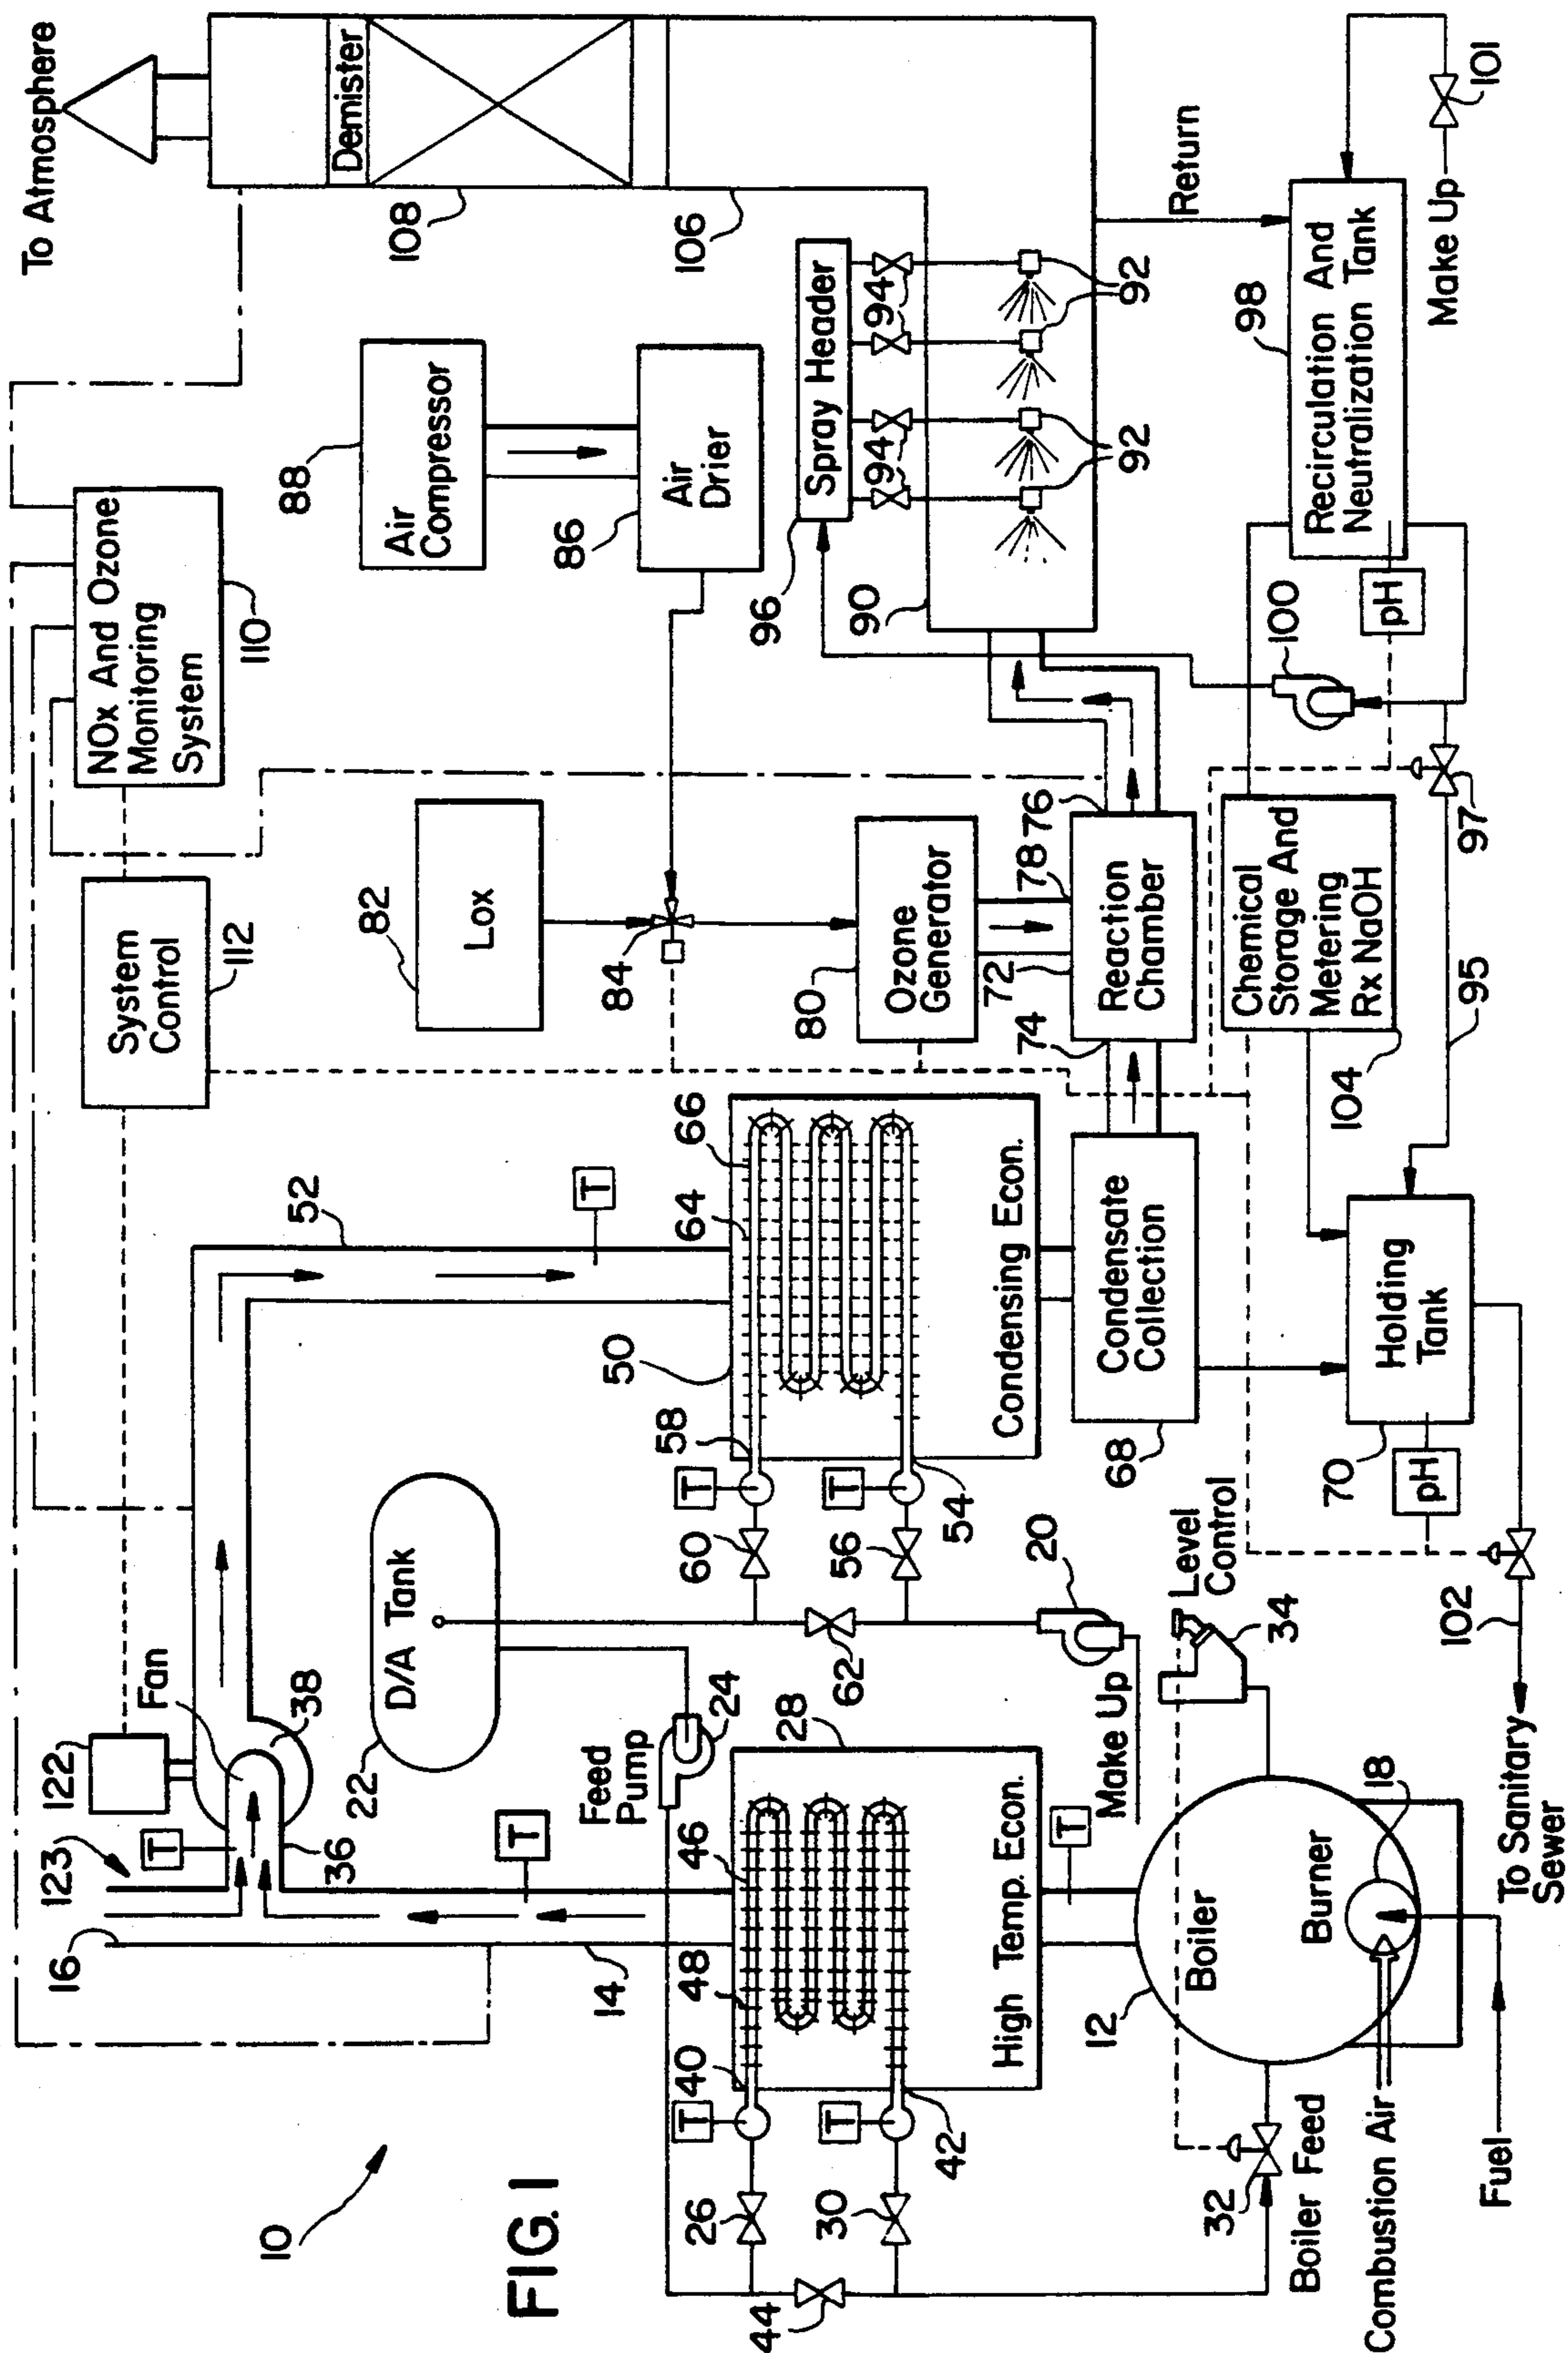 To Atmosphere
Demister
108
106
NOx And Ozone
Monitoring
System
110
System
Control
112
88
Air
Compressor
86
Air
Drier
82
Lox
84
80
Ozone
Generator
96
Spray Header
94
94
92
92
90
72
74
76
78
Reaction
Chamber
Return
98
Recirculation And
Neutralization Tank
Make Up
101
100
pH
97
95
Chemical
Storage And
Metering
Rx NaOH
104
52
T
50
64
66
58
T
T
54
60
56
62
Condensing Econ.
Condensate
Collection
68
Holding
Tank
70
pH
102
To Sanitary
Sewer
Fan
38
122
123
T
36
16
14
T
D/A Tank
22
Feed
Pump
24
20
Make Up
28
46
48
40
T
T
42
26
30
44
High Temp. Econ.
T
Level
Control
34
12
Boiler
Burner
18
32
Boiler Feed
Combustion Air
Fuel
10
FIG. 1